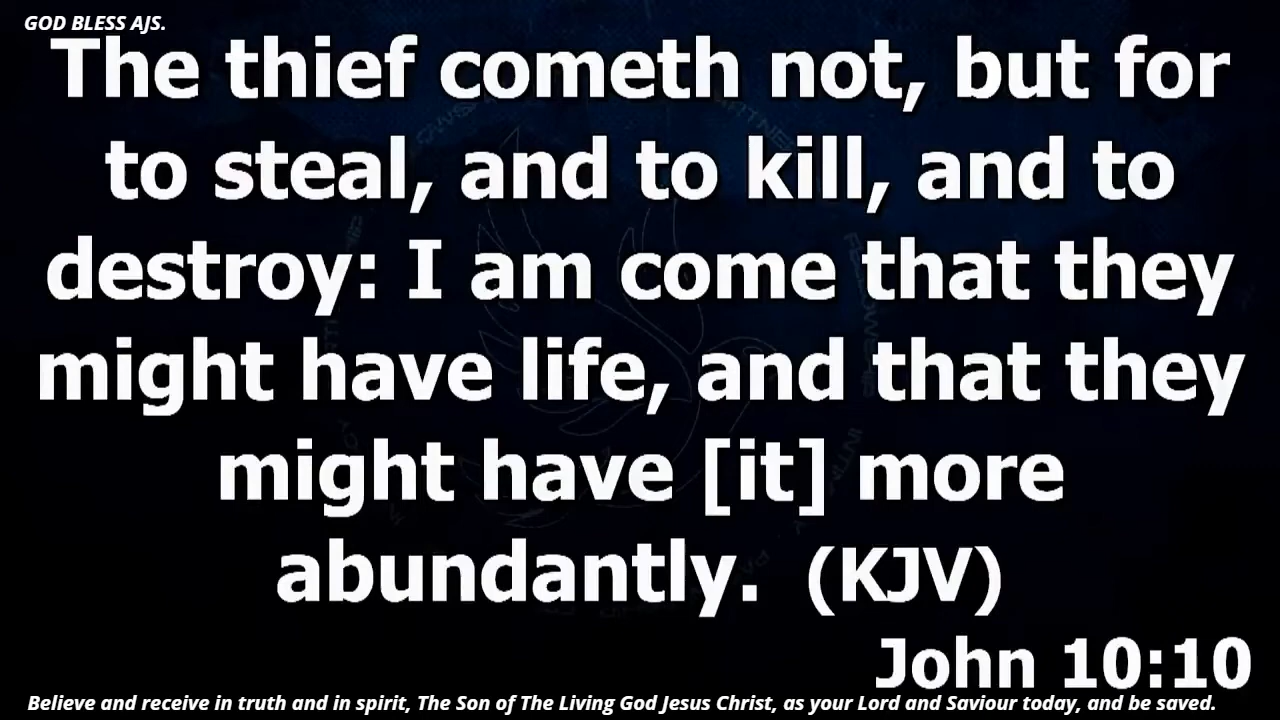 GOD BLESS AJS.
The thief cometh not, but for
to steal, and to kill, and to
destroy: I am come that they
might have life, and that they
might have [it] more
abundantly. (KJV)
John 10:10
Believe and receive in truth and in spirit, The Son of The Living God Jesus Christ, as your Lord and Saviour today, and be saved.